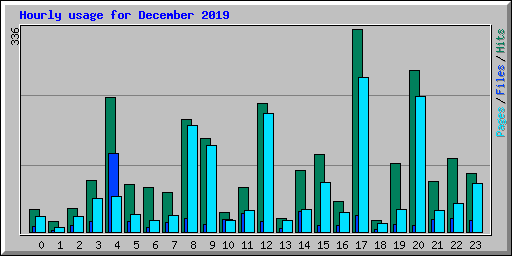 Hourly usage for December 2019
336
Pages / Files / Hits
0 1 2 3 4 5 6 7 8 9 10 11 12 13 14 15 16 17 18 19 20 21 22 23